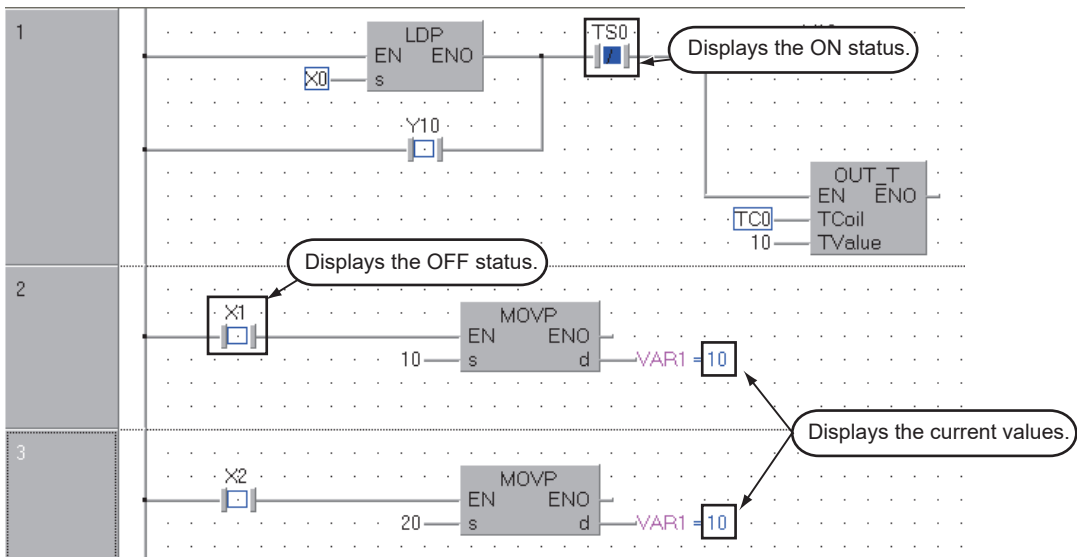 1
LDP
EN ENO
X0 s
TS0
Displays the ON status.
Y10
OUT_T
EN ENO
TC0 TCoil
10 TValue
Displays the OFF status.
2
X1
MOVP
EN ENO
10 s d VAR1 = 10
Displays the current values.
3
X2
MOVP
EN ENO
20 s d VAR1 = 10